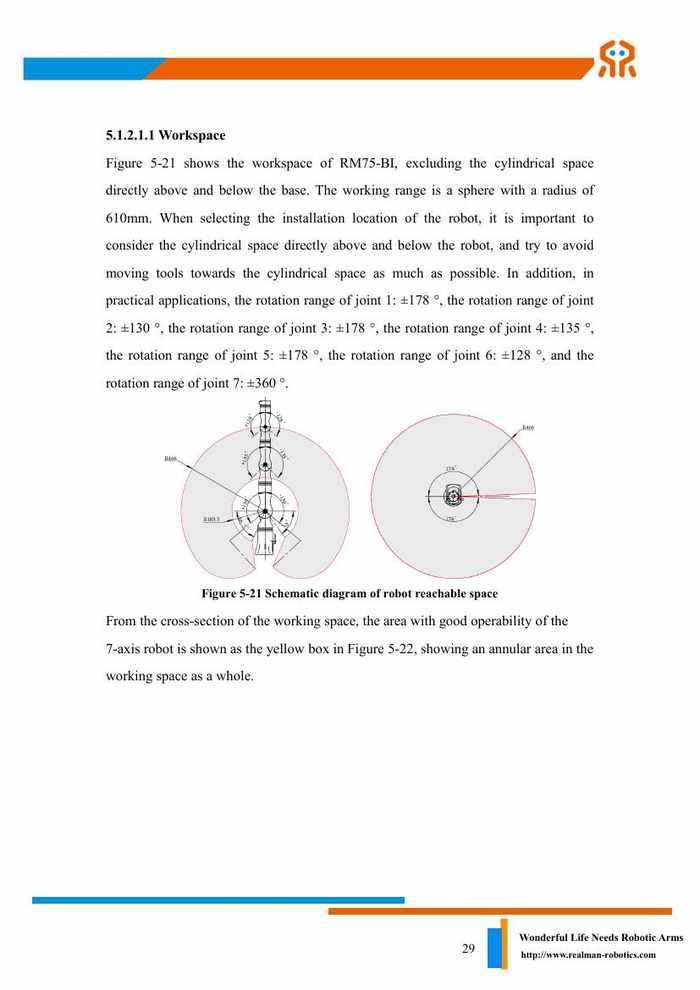 5.1.2.1.1 Workspace
Figure 5-21 shows the workspace of RM75-BI, excluding the cylindrical space
directly above and below the base. The working range is a sphere with a radius of
610mm. When selecting the installation location of the robot, it is important to
consider the cylindrical space directly above and below the robot, and try to avoid
moving tools towards the cylindrical space as much as possible. In addition, in
practical applications, the rotation range of joint 1: ±178 °, the rotation range of joint
2: ±130 °, the rotation range of joint 3: ±178 °, the rotation range of joint 4: ±135 °,
the rotation range of joint 5: ±178 °, the rotation range of joint 6: ±128 °, and the
rotation range of joint 7: ±360 °.
178°
Figure 5-21 Schematic diagram of robot reachable space
From the cross-section of the working space, the area with good operability of the
7-axis robot is shown as the yellow box in Figure 5-22, showing an annular area in the
working space as a whole.
29
Wonderful Life Needs Robotic Arms
http://www.realman-robotics.com